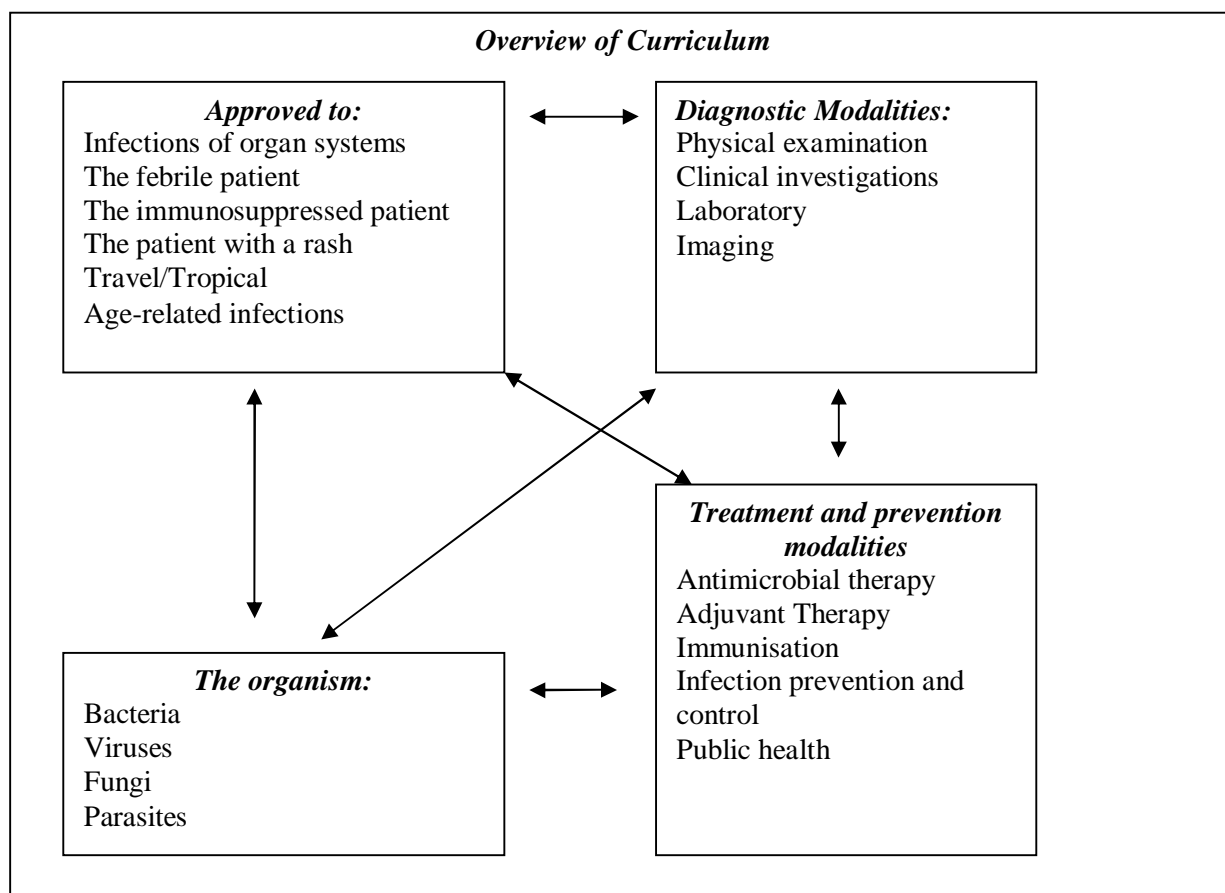 Overview of Curriculum
Approved to:
Infections of organ systems
The febrile patient
The immunosuppressed patient
The patient with a rash
Travel/Tropical
Age-related infections
Diagnostic Modalities:
Physical examination
Clinical investigations
Laboratory
Imaging
The organism:
Bacteria
Viruses
Fungi
Parasites
Treatment and prevention
modalities
Antimicrobial therapy
Adjuvant Therapy
Immunisation
Infection prevention and
control
Public health